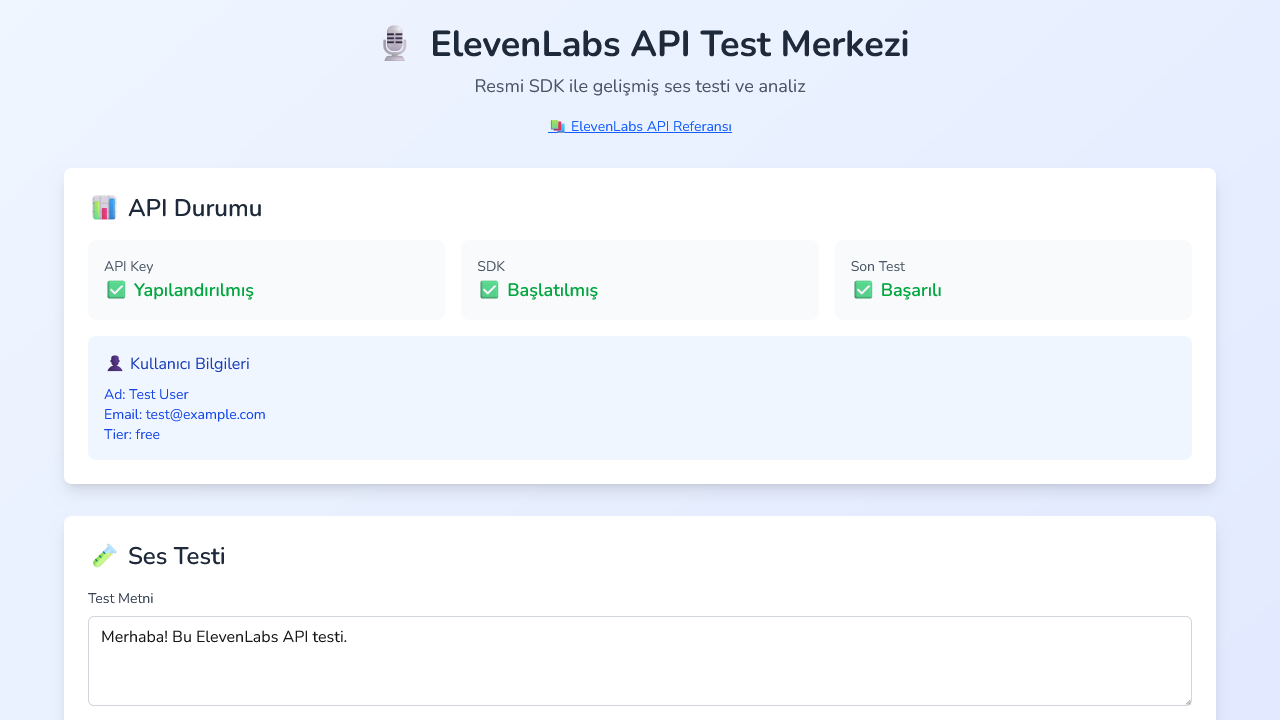 ElevenLabs API Test Merkezi
Resmi SDK ile gelişmiş ses testi ve analiz
ElevenLabs API Referansı
API Durumu
API Key
Yapılandırılmış
SDK
Başlatılmış
Son Test
Başarılı
Kullanıcı Bilgileri
Ad: Test User
Email: test@example.com
Tier: free
Ses Testi
Test Metni
Merhaba! Bu ElevenLabs API testi.